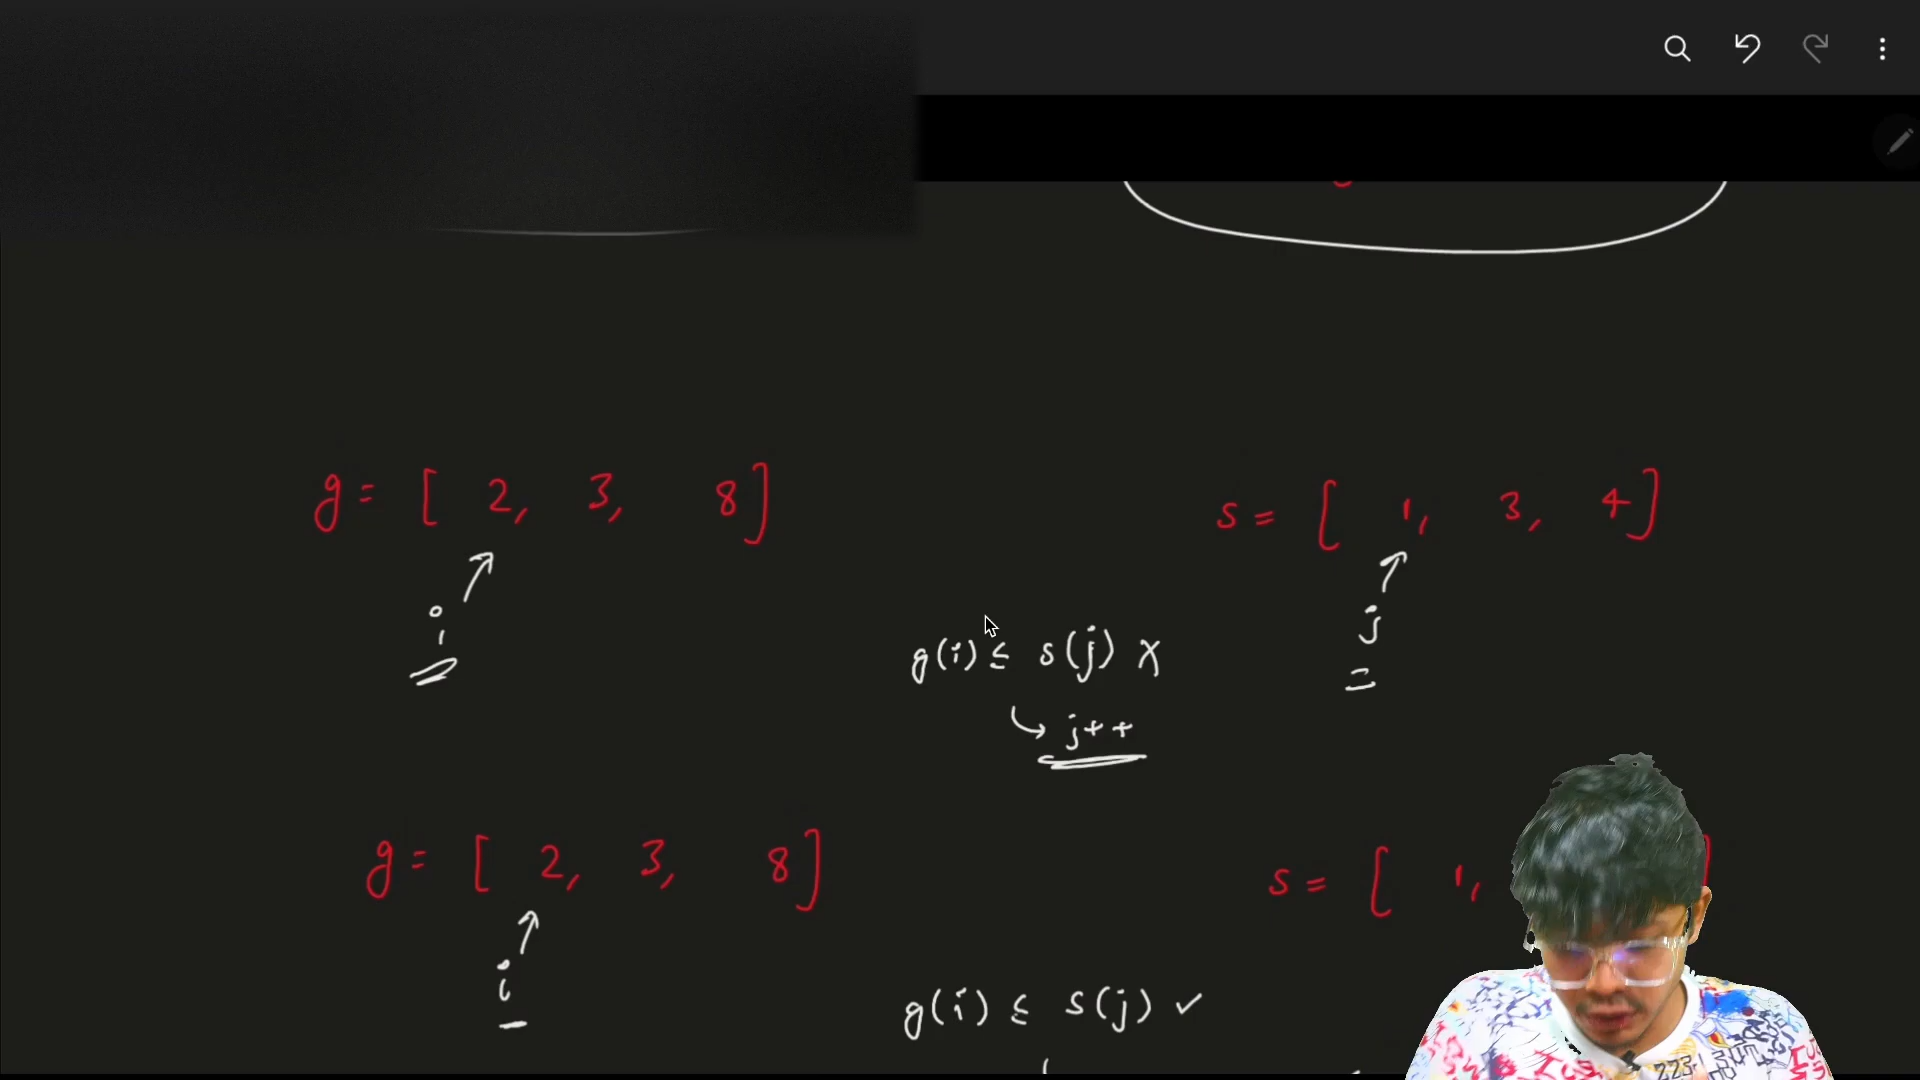 g = [ 2, 3, 8]
s = [ 1, 3, 4]
i
j
g(i) ≤ s(j) X
j++
g = [ 2, 3, 8]
s = [ 1,
i
g(i) ≤ s(j) ✓